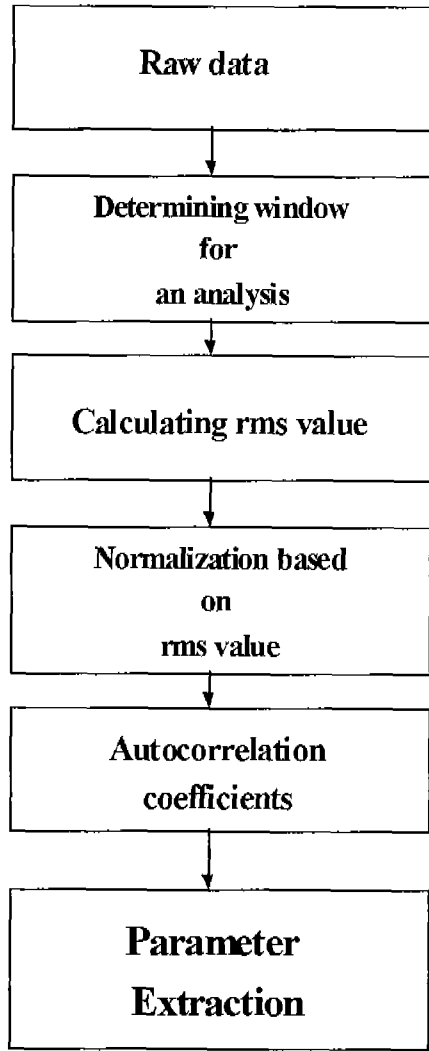 Raw data
Determining window
for
an analysis
Calculating rms value
Normalization based
on
rms value
Autocorrelation
coefficients
Parameter
Extraction